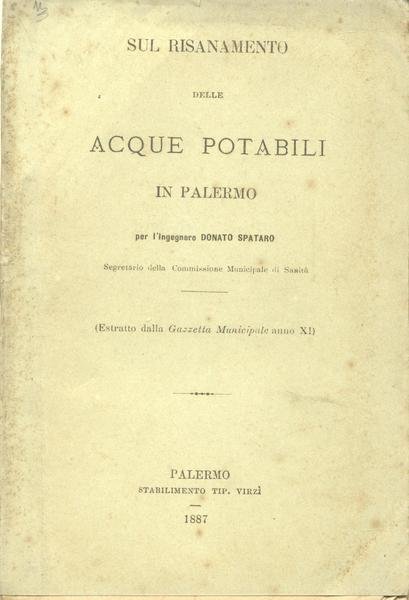 SUL RISANAMENTO
DELLE
ACQUE POTABILI
IN PALERMO
per l'Ingegnere DONATO SPATARO
Segretario della Commissione Municipale di Sanità
(Estratto dalla Gazzetta Municipale anno XI)
PALERMO
STABILIMENTO TIP. VIRZÌ
1887